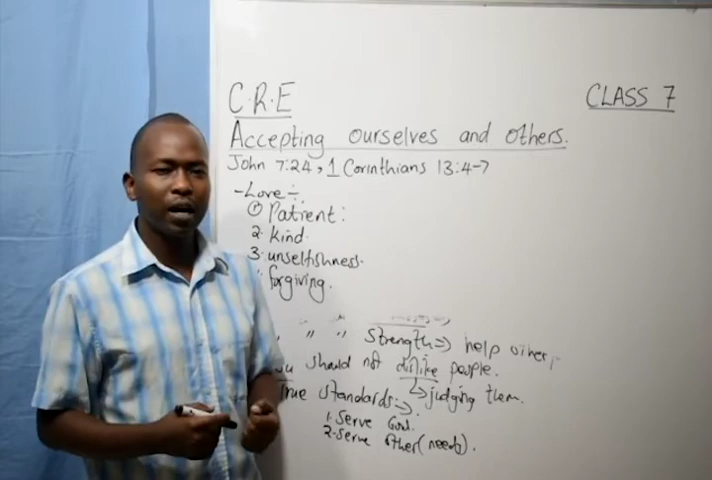 C.R.E
CLASS 7
Accepting ourselves and others.
John 7:24, 1 Corinthians 13:4-7
-Love ÷
① Patient:
2. kind.
3. unselfishness.
forgiving.
" " strength => help other
should not dislike people.
True standards: => ↳ judging them.
1. Serve God.
2. Serve other (needs).